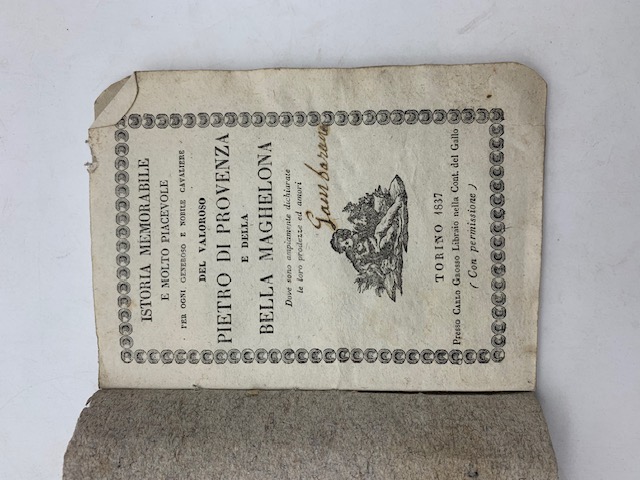 ISTORIA MEMORABILE
E MOLTO PIACEVOLE
PER OGNI GENEROSO E NOBILE CAVALIERE
DEL VALOROSO
PIETRO DI PROVENZA
E DELLA
BELLA MAGHELONA
Dove sono ampiamente dichiarate
le loro prodezze ed amori
TORINO 1837
Presso CARLO GROSSO Libraio nella Cont. del Gallo
(Con permissione)